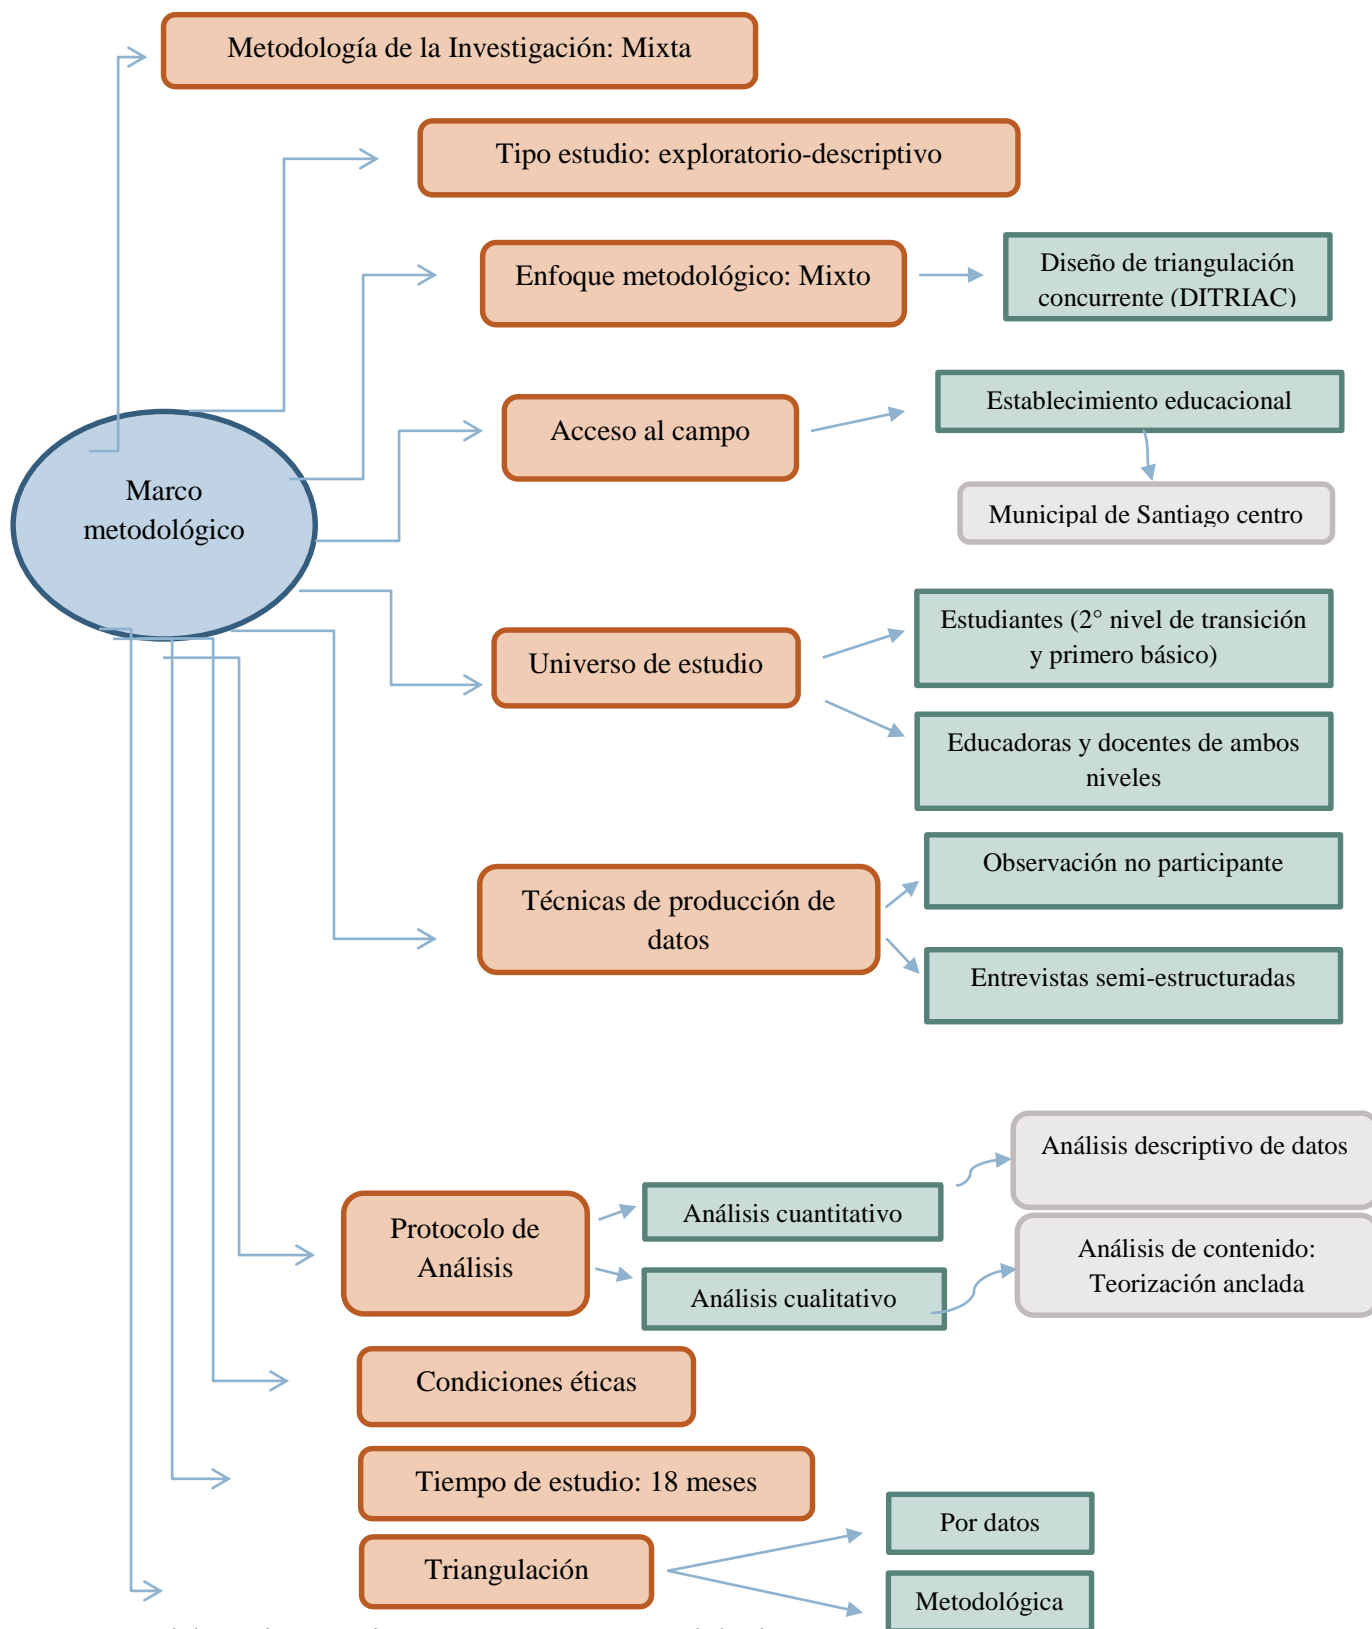 Metodología de la Investigación: Mixta
Tipo estudio: exploratorio-descriptivo
Enfoque metodológico: Mixto
Diseño de triangulación
concurrente (DITRIAC)
Acceso al campo
Establecimiento educacional
Municipal de Santiago centro
Marco
metodológico
Universo de estudio
Estudiantes (2° nivel de transición
y primero básico)
Educadoras y docentes de ambos
niveles
Técnicas de producción de
datos
Observación no participante
Entrevistas semi-estructuradas
Protocolo de
Análisis
Análisis cuantitativo
Análisis descriptivo de datos
Análisis cualitativo
Análisis de contenido:
Teorización anclada
Condiciones éticas
Tiempo de estudio: 18 meses
Triangulación
Por datos
Metodológica